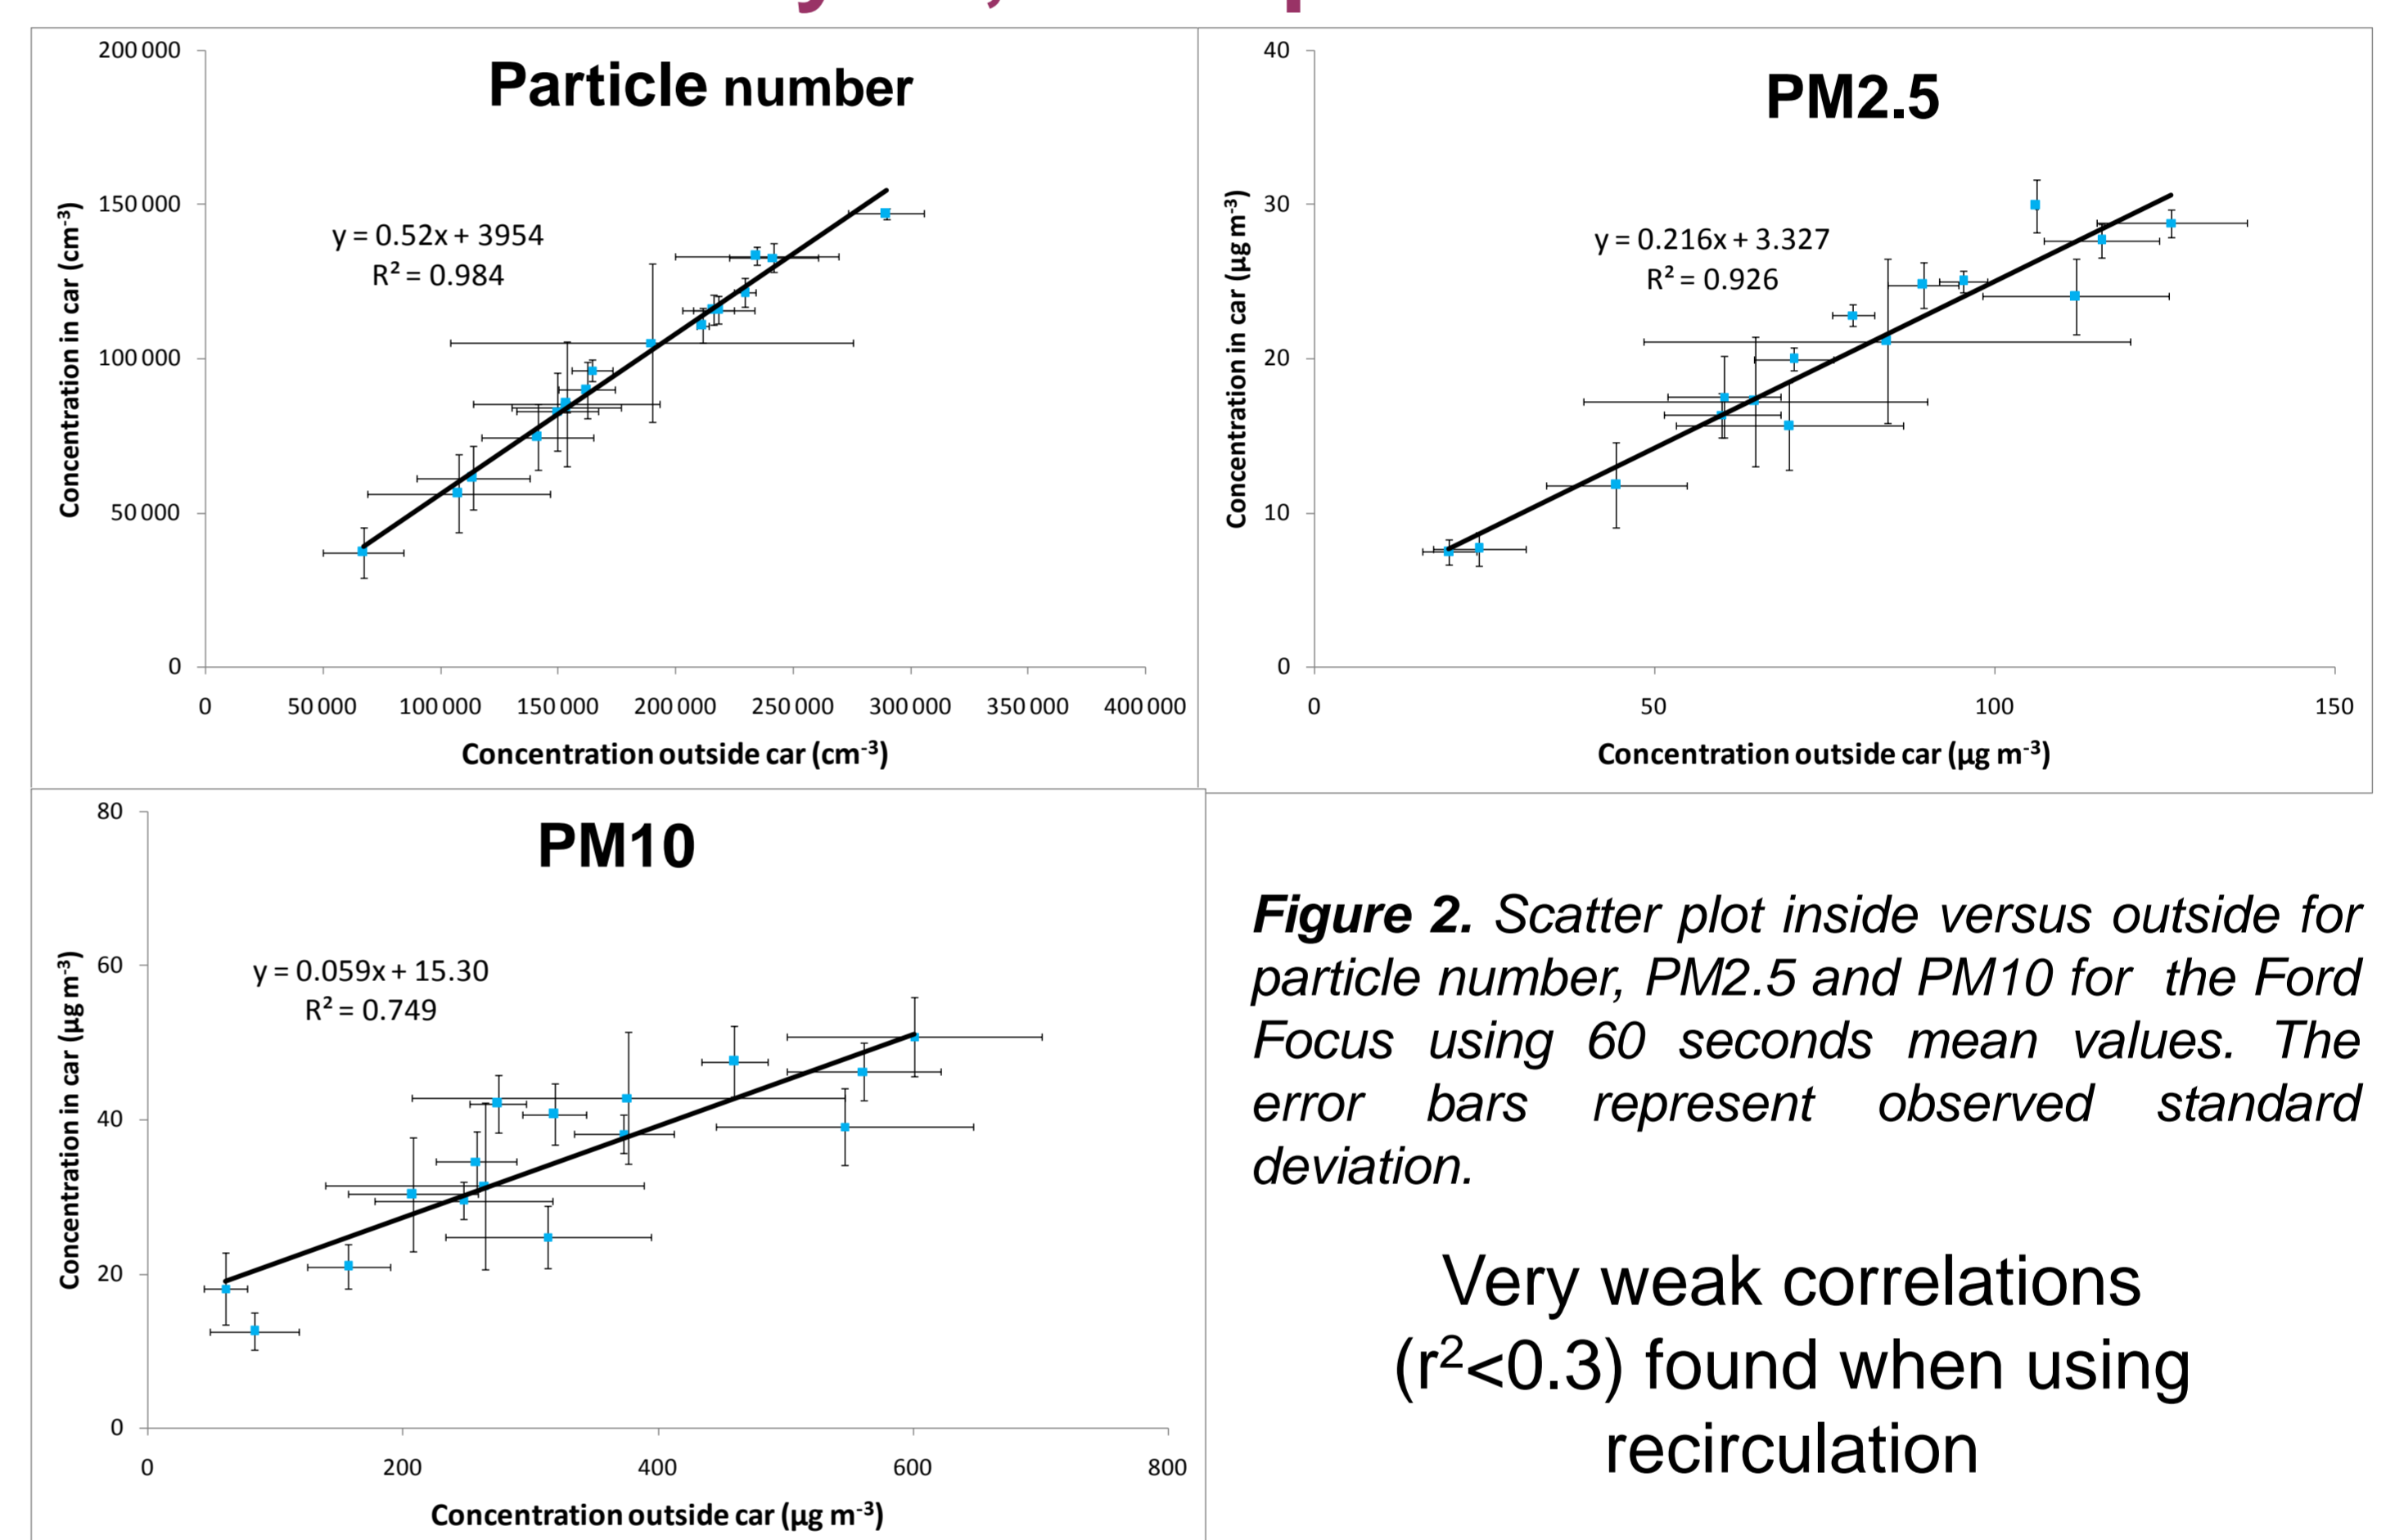 Particle number
y = 0.52x + 3954
R² = 0.984
Concentration in car (cm⁻³)
200 000
150 000
100 000
50 000
0
0 50 000 100 000 150 000 200 000 250 000 300 000 350 000 400 000
Concentration outside car (cm⁻³)
PM2.5
y = 0.216x + 3.327
R² = 0.926
Concentration in car (µg m⁻³)
40
30
20
10
0
0 50 100 150
Concentration outside car (µg m⁻³)
PM10
y = 0.059x + 15.30
R² = 0.749
Concentration in car (µg m⁻³)
80
60
40
20
0
0 200 400 600 800
Concentration outside car (µg m⁻³)
Figure 2. Scatter plot inside versus outside for
particle number, PM2.5 and PM10 for the Ford
Focus using 60 seconds mean values. The
error bars represent observed standard
deviation.
Very weak correlations
(r²<0.3) found when using
recirculation